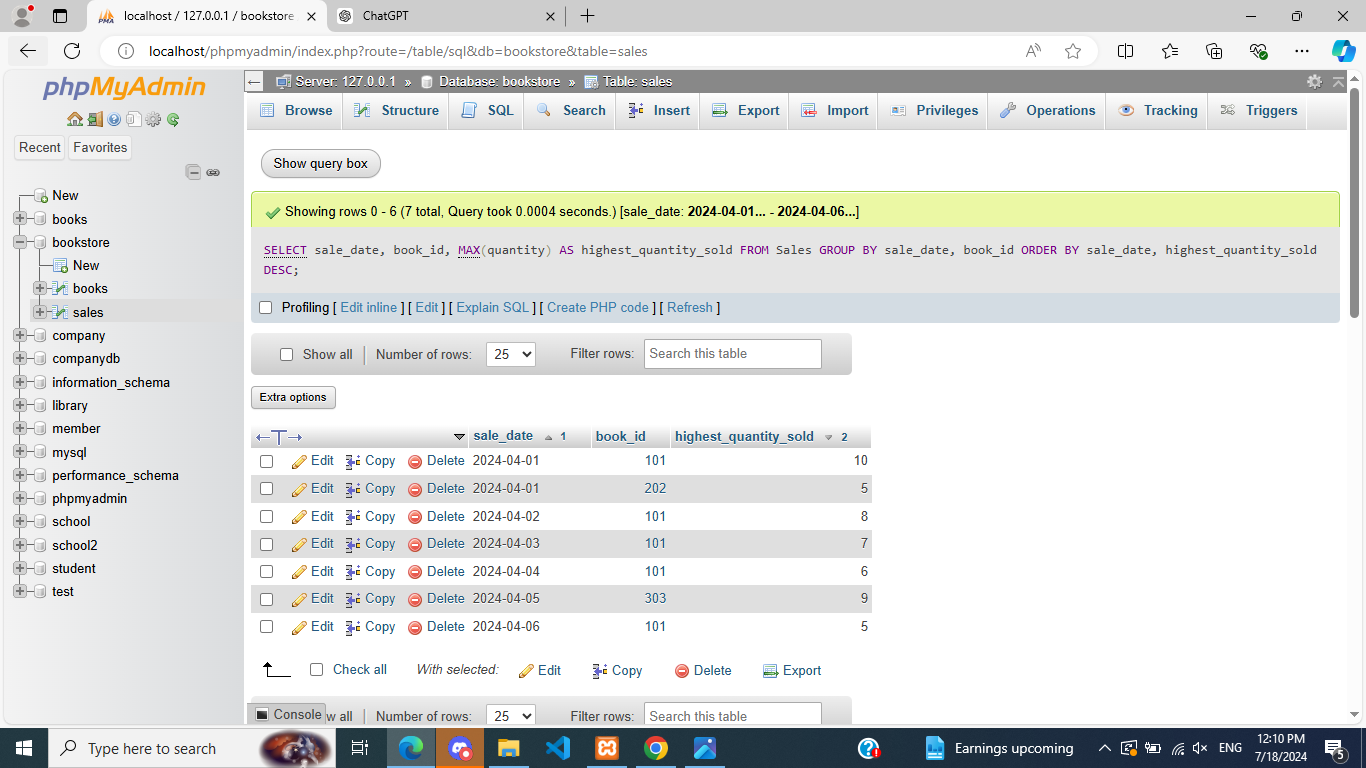 localhost / 127.0.0.1 / bookstore
ChatGPT
localhost/phpmyadmin/index.php?route=/table/sql&db=bookstore&table=sales
phpMyAdmin
Recent Favorites
New
books
bookstore
New
books
sales
company
companydb
information_schema
library
member
mysql
performance_schema
phpmyadmin
school
school2
student
test
Server: 127.0.0.1 » Database: bookstore » Table: sales
Browse Structure SQL Search Insert Export Import Privileges Operations Tracking Triggers
Show query box
Showing rows 0 - 6 (7 total, Query took 0.0004 seconds.) [sale_date: 2024-04-01... - 2024-04-06...]
SELECT sale_date, book_id, MAX(quantity) AS highest_quantity_sold FROM Sales GROUP BY sale_date, book_id ORDER BY sale_date, highest_quantity_sold
DESC;
Profiling [ Edit inline ] [ Edit ] [ Explain SQL ] [ Create PHP code ] [ Refresh ]
Show all | Number of rows: 25 Filter rows: Search this table
Extra options
sale_date 1 book_id highest_quantity_sold 2
Edit Copy Delete 2024-04-01 101 10
Edit Copy Delete 2024-04-01 202 5
Edit Copy Delete 2024-04-02 101 8
Edit Copy Delete 2024-04-03 101 7
Edit Copy Delete 2024-04-04 101 6
Edit Copy Delete 2024-04-05 303 9
Edit Copy Delete 2024-04-06 101 5
Check all With selected: Edit Copy Delete Export
Console w all | Number of rows: 25 Filter rows: Search this table
Type here to search
Earnings upcoming
ENG
12:10 PM
7/18/2024
5